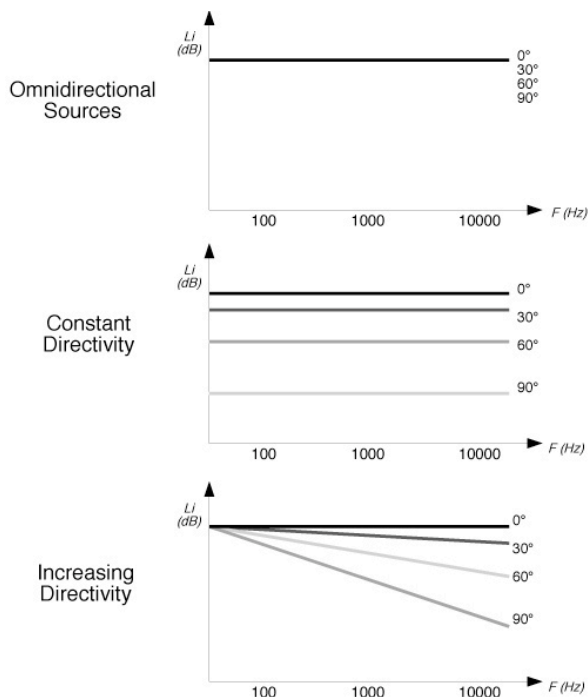 Li
(dB)
Omnidirectional
Sources
0°
30°
60°
90°
100 1000 10000 F (Hz)
Li
(dB)
Constant
Directivity
0°
30°
60°
90°
100 1000 10000 F (Hz)
Li
(dB)
Increasing
Directivity
0°
30°
60°
90°
100 1000 10000 F (Hz)